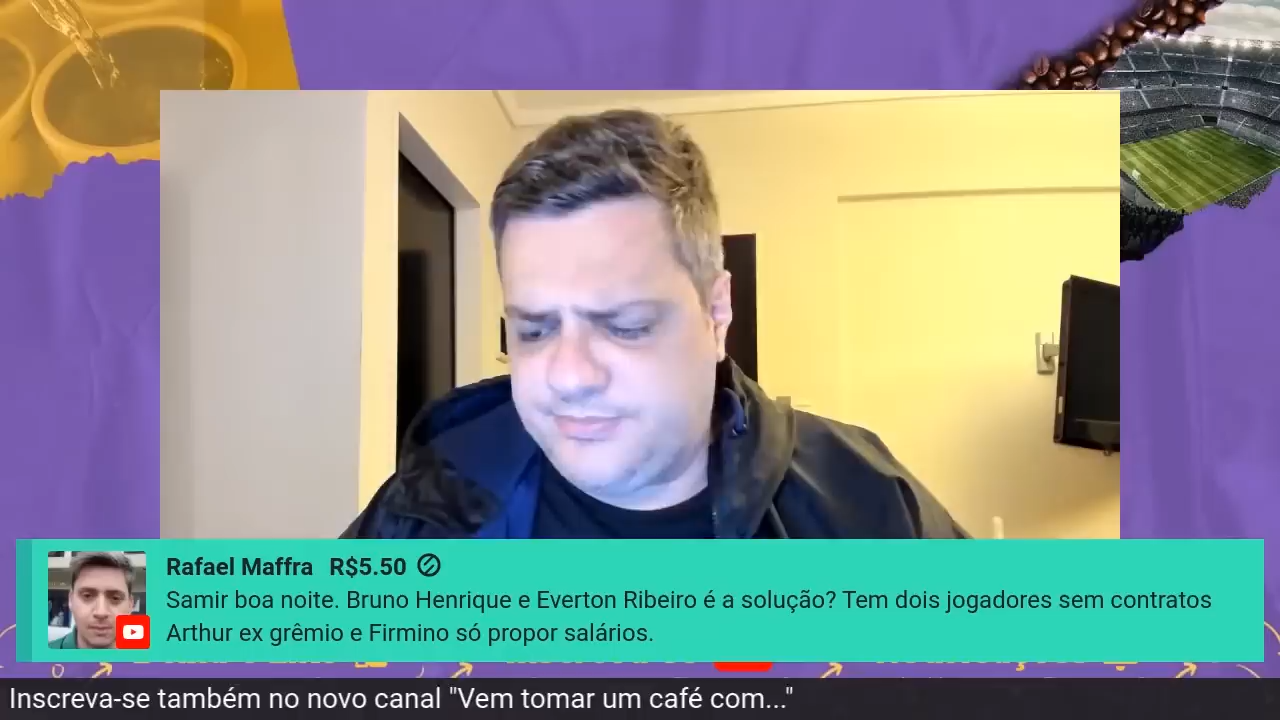 Rafael Maffra R$5.50
Samir boa noite. Bruno Henrique e Everton Ribeiro é a solução? Tem dois jogadores sem contratos
Arthur ex grêmio e Firmino só propor salários.
Inscreva-se também no novo canal "Vem tomar um café com..."